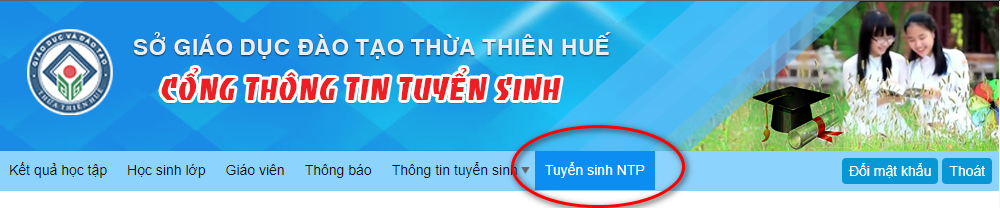 GIÁO DỤC VÀ ĐÀO TẠO
THỪA THIÊN HUẾ
SỞ GIÁO DỤC ĐÀO TẠO THỪA THIÊN HUẾ
CỔNG THÔNG TIN TUYỂN SINH
Kết quả học tập Học sinh lớp Giáo viên Thông báo Thông tin tuyển sinh Tuyển sinh NTP Đổi mật khẩu Thoát